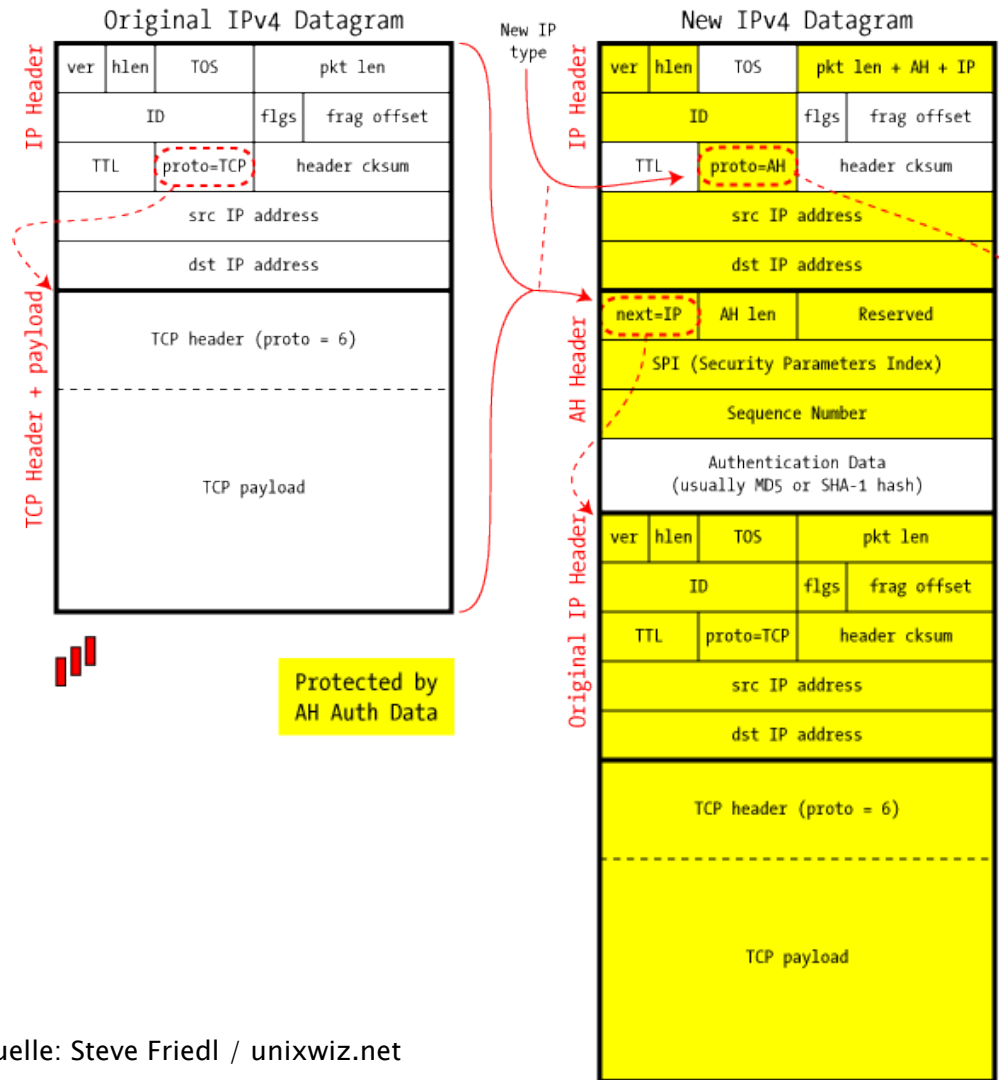 Original IPv4 Datagram
IP Header
ver hlen TOS pkt len
ID flgs frag offset
TTL proto=TCP header cksum
src IP address
dst IP address
TCP Header + payload
TCP header (proto = 6)
TCP payload
Protected by
AH Auth Data
New IP
type
New IPv4 Datagram
IP Header
ver hlen TOS pkt len + AH + IP
ID flgs frag offset
TTL proto=AH header cksum
src IP address
dst IP address
AH Header
next=IP AH len Reserved
SPI (Security Parameters Index)
Sequence Number
Authentication Data
(usually MD5 or SHA-1 hash)
Original IP Header
ver hlen TOS pkt len
ID flgs frag offset
TTL proto=TCP header cksum
src IP address
dst IP address
TCP header (proto = 6)
TCP payload
uelle: Steve Friedl / unixwiz.net